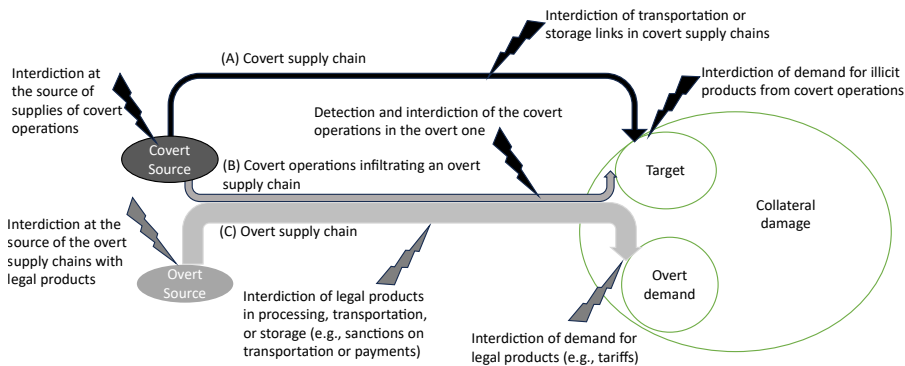 Interdiction of transportation or
storage links in covert supply chains
(A) Covert supply chain
Interdiction at
the source of
supplies of covert
operations
Interdiction of demand for illicit
products from covert operations
Detection and interdiction of the covert
operations in the overt one
Covert
Source
(B) Covert operations infiltrating an overt
supply chain
Target
Collateral
damage
Interdiction at the
source of the overt
supply chains with
legal products
(C) Overt supply chain
Overt
Source
Overt
demand
Interdiction of legal products
in processing, transportation,
or storage (e.g., sanctions on
transportation or payments)
Interdiction of demand for
legal products (e.g., tariffs)